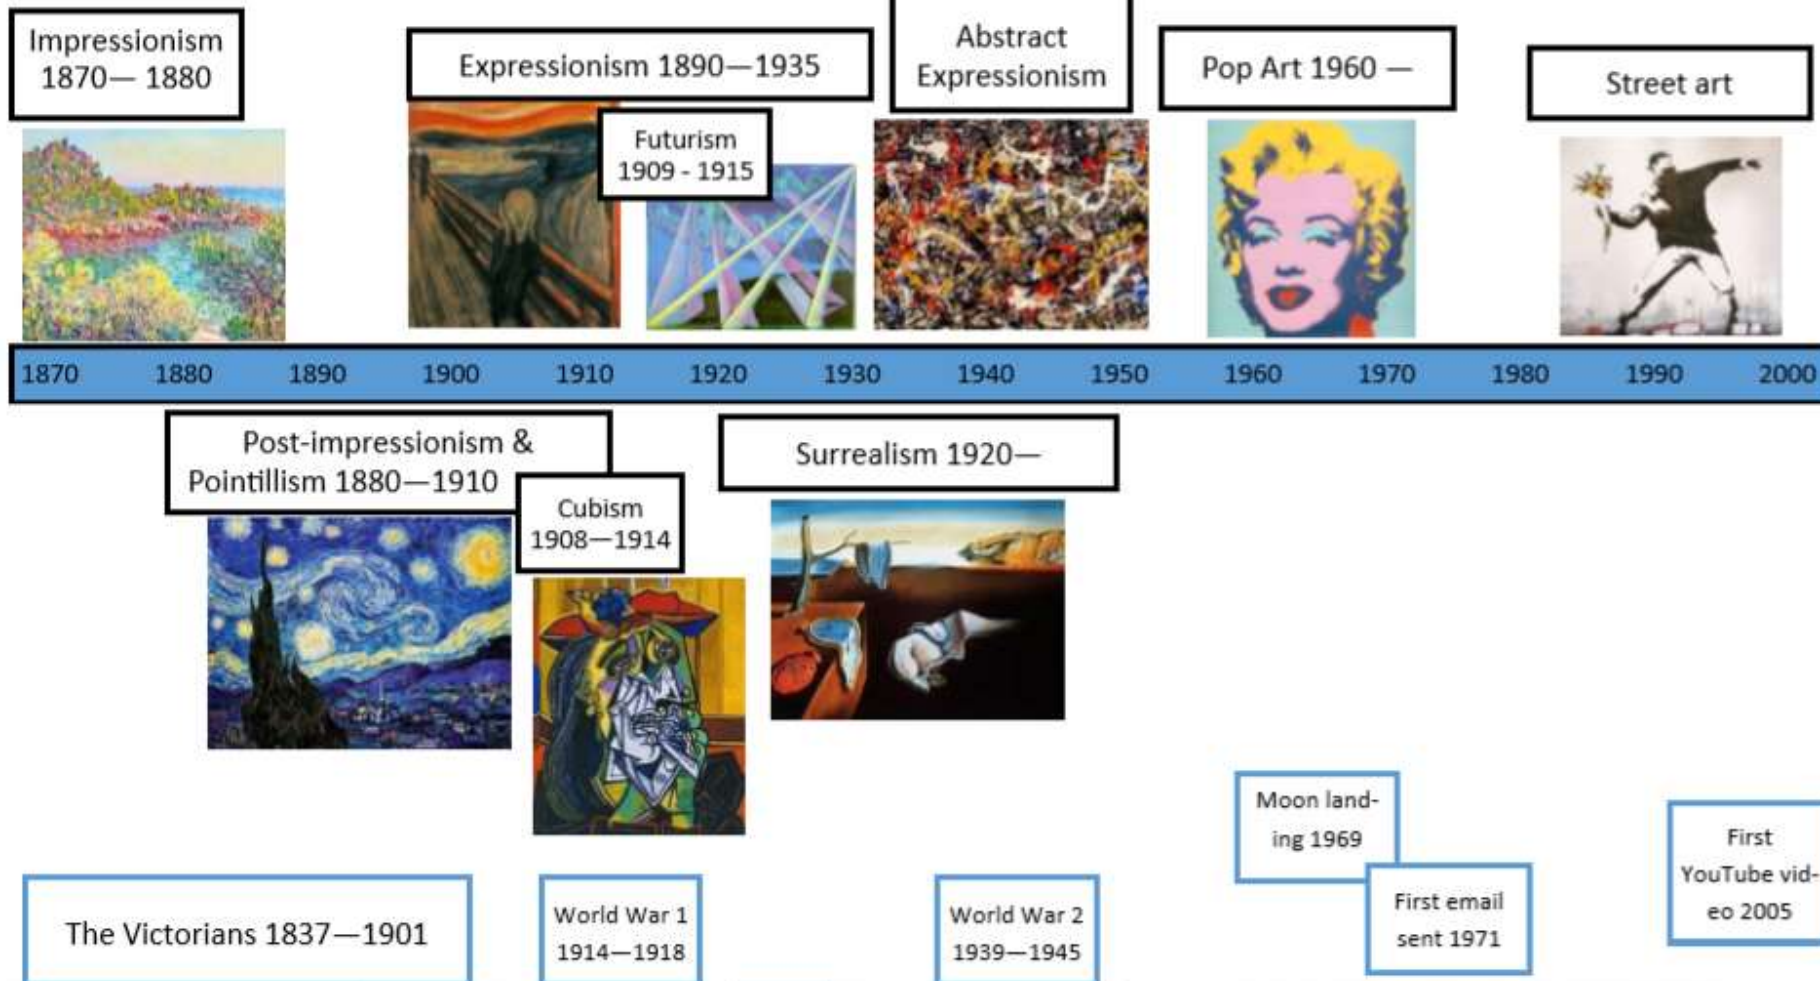 Impressionism
1870— 1880
Expressionism 1890—1935
Futurism
1909 - 1915
Abstract
Expressionism
Pop Art 1960 —
Street art
1870 1880 1890 1900 1910 1920 1930 1940 1950 1960 1970 1980 1990 2000
Post-impressionism &
Pointillism 1880—1910
Cubism
1908—1914
Surrealism 1920—
Moon land-
ing 1969
First email
sent 1971
First
YouTube vid-
eo 2005
The Victorians 1837—1901
World War 1
1914—1918
World War 2
1939—1945